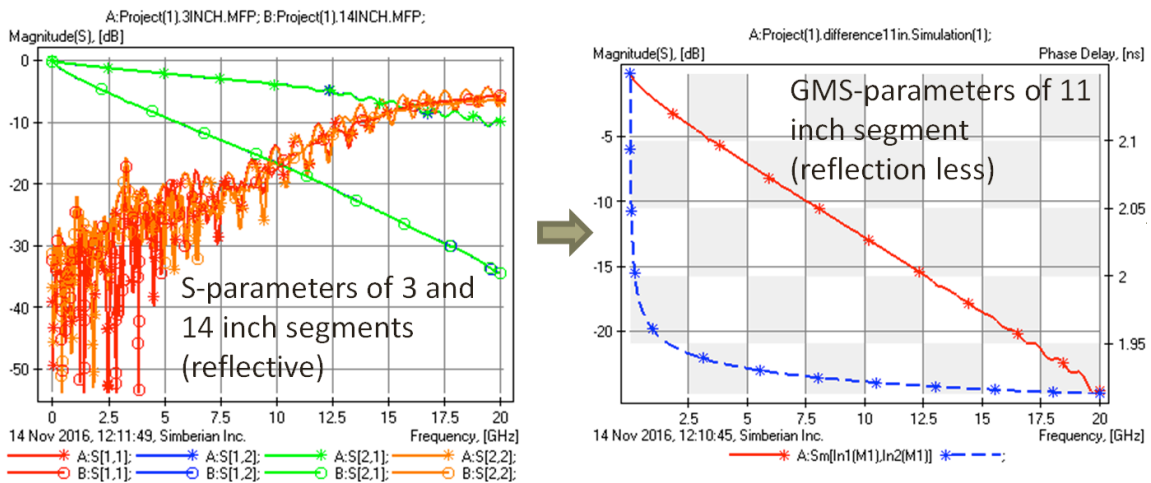 A:Project(1).3INCH.MFP; B:Project(1).14INCH.MFP;
Magnitude(S), [dB]
0
-10
-20
-30
-40
-50
S-parameters of 3 and
14 inch segments
(reflective)
0 2.5 5 7.5 10 12.5 15 17.5 20
14 Nov 2016, 12:11:49, Simberian Inc. Frequency, [GHz]
A:S[1,1]; A:S[1,2]; A:S[2,1]; A:S[2,2];
B:S[1,1]; B:S[1,2]; B:S[2,1]; B:S[2,2];
A:Project(1).difference11in.Simulation(1);
Magnitude(S), [dB] Phase Delay, [ns]
GMS-parameters of 11
inch segment
(reflection less)
-5
-10
-15
-20
2.1
2.05
2
1.95
2.5 5 7.5 10 12.5 15 17.5 20
14 Nov 2016, 12:10:45, Simberian Inc. Frequency, [GHz]
A:Sm[In1(M1),In2(M1)] ;